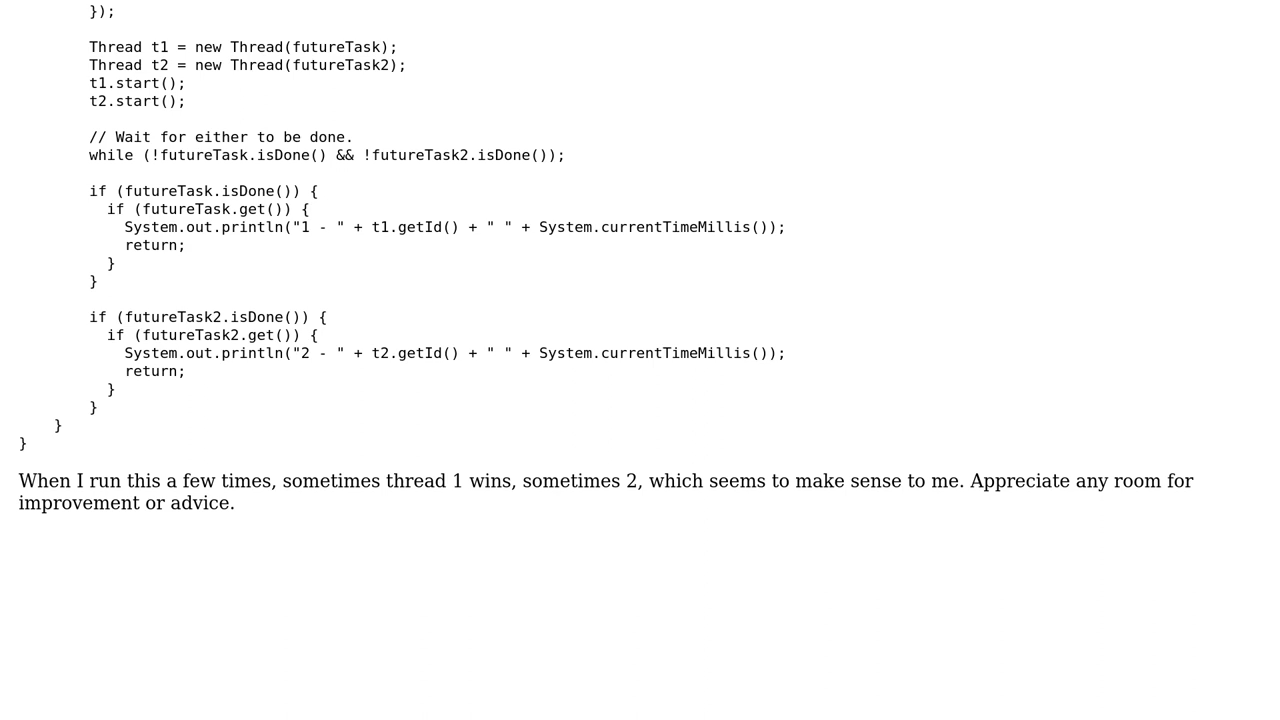 });

        Thread t1 = new Thread(futureTask);
        Thread t2 = new Thread(futureTask2);
        t1.start();
        t2.start();

        // Wait for either to be done.
        while (!futureTask.isDone() && !futureTask2.isDone());

        if (futureTask.isDone()) {
          if (futureTask.get()) {
            System.out.println("1 - " + t1.getId() + " " + System.currentTimeMillis());
            return;
          }
        }

        if (futureTask2.isDone()) {
          if (futureTask2.get()) {
            System.out.println("2 - " + t2.getId() + " " + System.currentTimeMillis());
            return;
          }
        }
    }
}
When I run this a few times, sometimes thread 1 wins, sometimes 2, which seems to make sense to me. Appreciate any room for
improvement or advice.